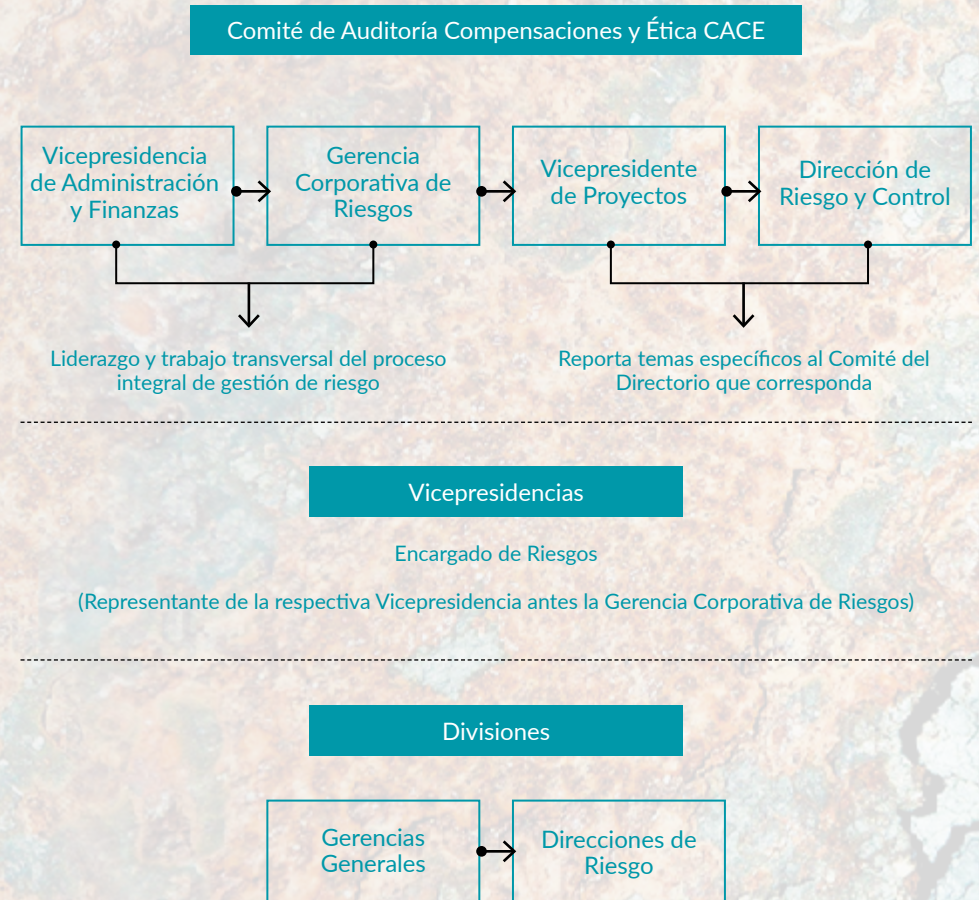 Comité de Auditoría Compensaciones y Ética CACE
Vicepresidencia
de Administración
y Finanzas
Gerencia
Corporativa de
Riesgos
Vicepresidente
de Proyectos
Dirección de
Riesgo y Control
Liderazgo y trabajo transversal del proceso
integral de gestión de riesgo
Reporta temas específicos al Comité del
Directorio que corresponda
Vicepresidencias
Encargado de Riesgos
(Representante de la respectiva Vicepresidencia antes la Gerencia Corporativa de Riesgos)
Divisiones
Gerencias
Generales
Direcciones de
Riesgo